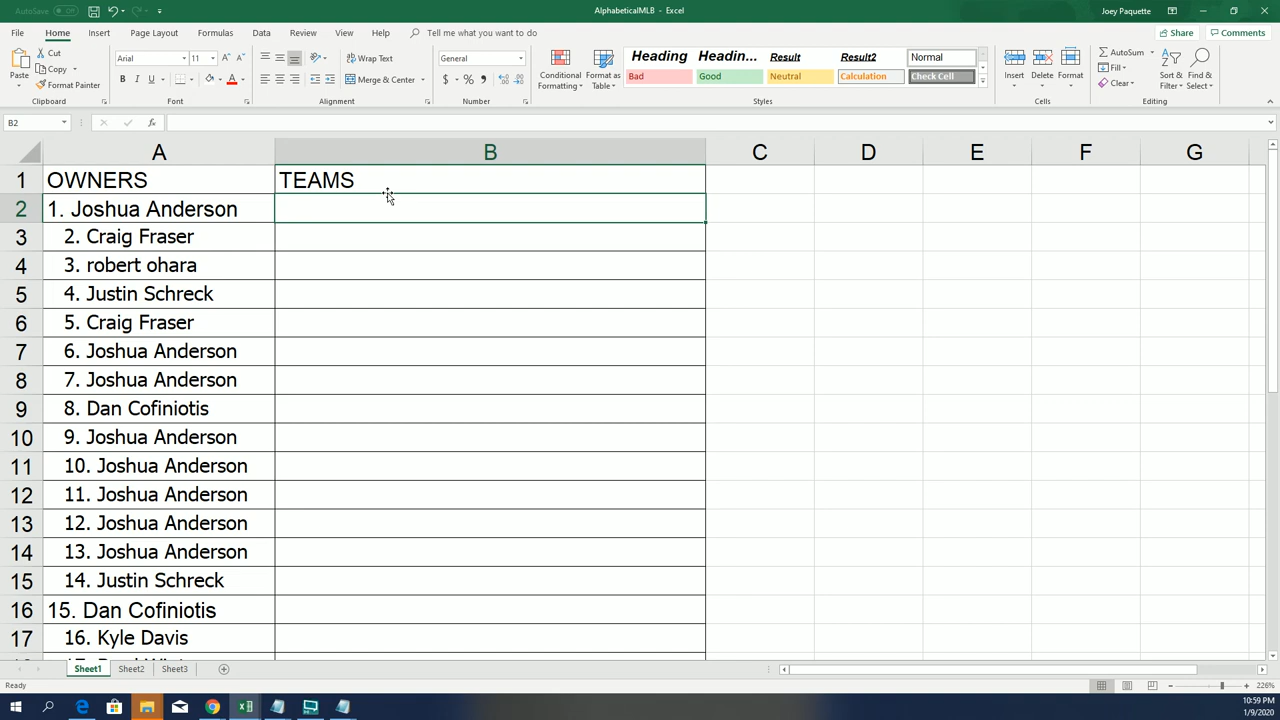 AutoSave Off
AlphabeticalMLB - Excel
Joey Paquette
File Home Insert Page Layout Formulas Data Review View Help Tell me what you want to do
Share Comments
Paste
Cut
Copy
Format Painter
Clipboard
Arial 11
B I U
Font
Wrap Text
Merge & Center
Alignment
General
$ % ,
Number
Conditional Formatting
Format as Table
Heading Headin... Result Result2 Normal
Bad Good Neutral Calculation Check Cell
Styles
Insert Delete Format
Cells
AutoSum
Fill
Clear
Sort & Filter
Find & Select
Editing
B2 fx
A B C D E F G
1 OWNERS TEAMS
2 1. Joshua Anderson
3 2. Craig Fraser
4 3. robert ohara
5 4. Justin Schreck
6 5. Craig Fraser
7 6. Joshua Anderson
8 7. Joshua Anderson
9 8. Dan Cofiniotis
10 9. Joshua Anderson
11 10. Joshua Anderson
12 11. Joshua Anderson
13 12. Joshua Anderson
14 13. Joshua Anderson
15 14. Justin Schreck
16 15. Dan Cofiniotis
17 16. Kyle Davis
Sheet1 Sheet2 Sheet3
Ready
226%
10:59 PM
1/9/2020